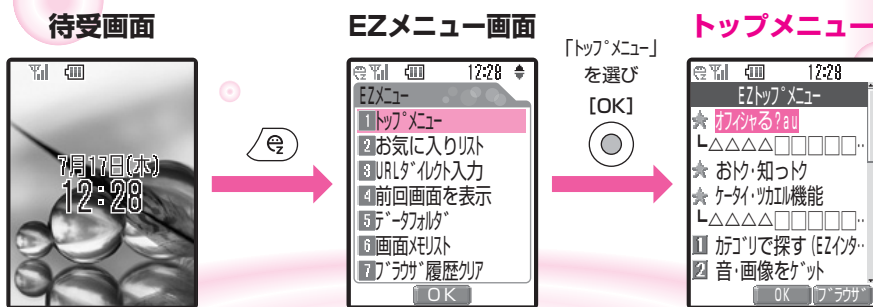 待受画面
7月17日(木)
12:28
EZメニュー画面
12:28
EZメニュー
1 トップメニュー
2 お気に入りリスト
3 URLダイレクト入力
4 前回画面を表示
5 データフォルダ
6 画面メモリスト
7 ブラウザ履歴クリア
OK
「トップメニュー」
を選び
[OK]
トップメニュー
12:28
EZトップメニュー
★ オフィシャる?au
┗△△△△□□□□□‥
★ おトク・知っトク
★ ケータイ・ツカエル機能
┗△△△△□□□□□‥
1 カテゴリで探す(EZインタ‥
2 音・画像をゲット
OK ブラウザ